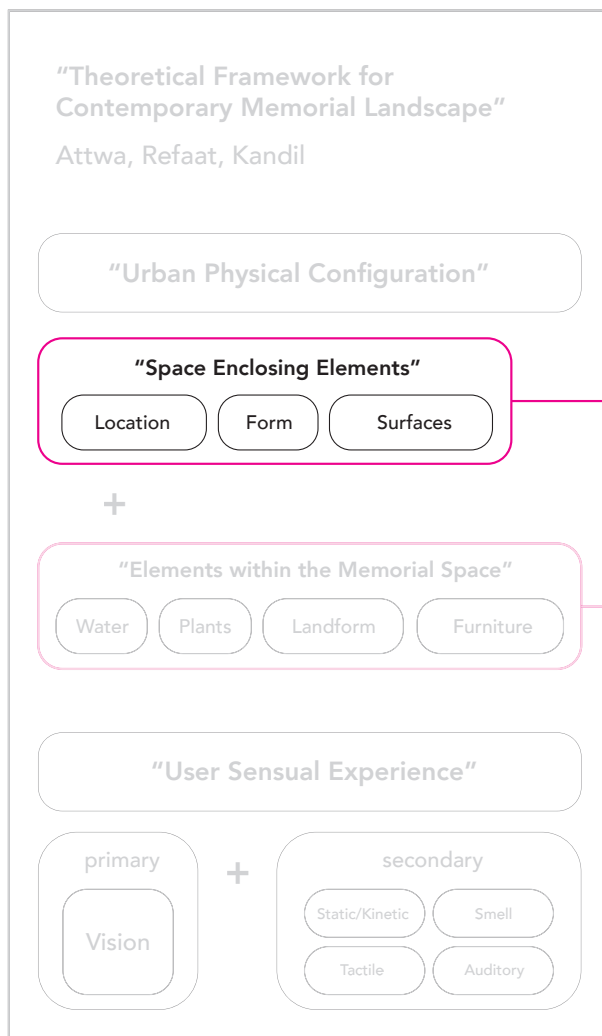 “Theoretical Framework for
Contemporary Memorial Landscape”
Attwa, Refaat, Kandil
“Urban Physical Configuration”
“Space Enclosing Elements”
Location Form Surfaces
+
“Elements within the Memorial Space”
Water Plants Landform Furniture
“User Sensual Experience”
primary + secondary
Vision
Static/Kinetic Smell
Tactile Auditory